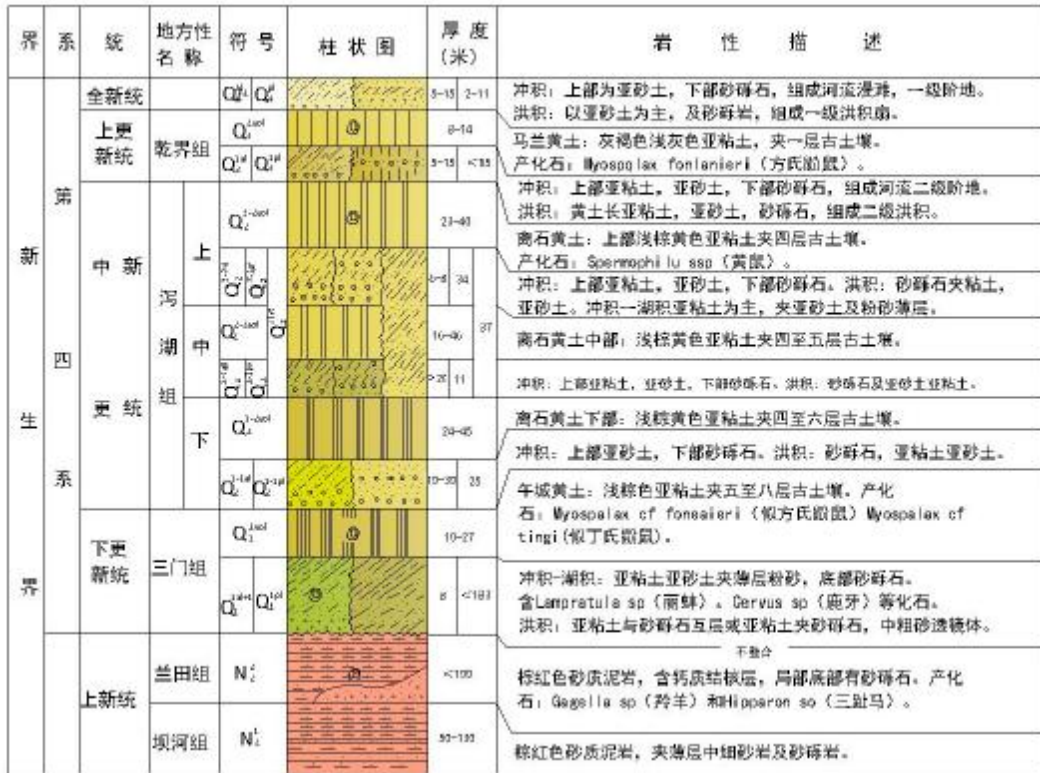 界 系 统 地方性名称 符号 柱状图 厚度(米) 岩性描述
新生界
第四系
全新统
5-15 2-11
冲积：上部为亚砂土，下部砂砾石，组成河流漫滩，一级阶地。
洪积：以亚砂土为主，及砂砾岩，组成一级洪积扇。
上更新统
乾界组
8-14
马兰黄土：灰褐色浅灰色亚粘土，夹一层古土壤。
产化石：Myospalax fonlanieri（方氏鼢鼠）。
冲积：上部亚粘土，亚砂土，下部砂砾石，组成河流二级阶地。
洪积：黄土长亚粘土，亚砂土，砂砾石，组成二级洪积。
中新更统
泻湖组
上
离石黄土：上部浅棕黄色亚粘土夹四层古土壤。
产化石：Spermophilu ssp（黄鼠）。
34
冲积：上部亚粘土，亚砂土，下部砂砾石。洪积：砂砾石夹粘土，
亚砂土。冲积一湖积亚粘土为主，夹亚砂土及粉砂薄层。
中
16-46
37
离石黄土中部：浅棕黄色亚粘土夹四至五层古土壤。
>20 11
冲积：上部亚粘土，亚砂土，下部砂砾石。洪积：砂砾石及亚砂土亚粘土。
下
24-45
离石黄土下部：浅棕黄色亚粘土夹四至六层古土壤。
28
冲积：上部亚砂土，下部砂砾石。洪积：砂砾石，亚粘土亚砂土。
下更新统
三门组
10-27
午城黄土：浅棕色亚粘土夹五至八层古土壤。产化
石：Myospalax cf fonsaieri（似方氏鼢鼠）Myospalax cf
tingi(似丁氏鼢鼠)。
8
冲积-湖积：亚粘土亚砂土夹薄层粉砂，底部砂砾石。
含Lampratula sp（丽蚌）。Cervus sp（鹿牙）等化石。
洪积：亚粘土与砂砾石互层或亚粘土夹砂砾石，中粗砂透镜体。
不整合
上新统
兰田组
棕红色砂质泥岩，含钙质结核层，局部底部有砂砾石。产化
石：Gagella sp（羚羊）和Hipparon so（三趾马）。
坝河组
棕红色砂质泥岩，夹薄层中细砂岩及砂砾岩。